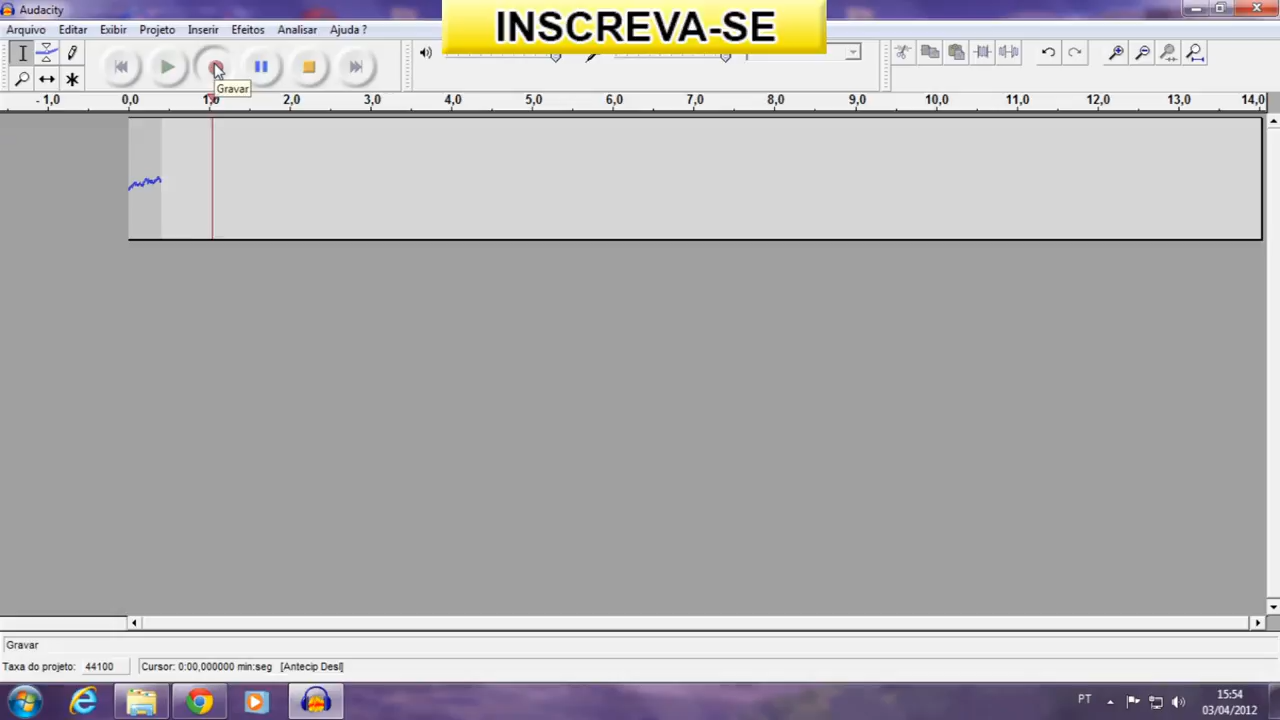 Audacity
INSCREVA-SE
Arquivo Editar Exibir Projeto Inserir Efeitos Analisar Ajuda ?
Gravar
- 1,0 0,0 1,0 2,0 3,0 4,0 5,0 6,0 7,0 8,0 9,0 10,0 11,0 12,0 13,0 14,0
Gravar
Taxa do projeto: 44100 Cursor: 0:00,000000 min:seg [Antecip Desl]
PT 15:54
03/04/2012